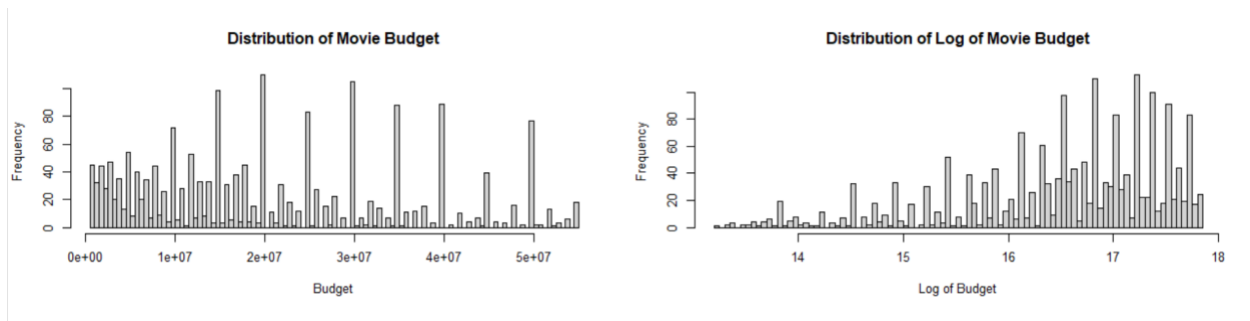 Distribution of Movie Budget
Frequency
0 20 40 60 80
0e+00 1e+07 2e+07 3e+07 4e+07 5e+07
Budget
Distribution of Log of Movie Budget
Frequency
0 20 40 60 80
14 15 16 17 18
Log of Budget